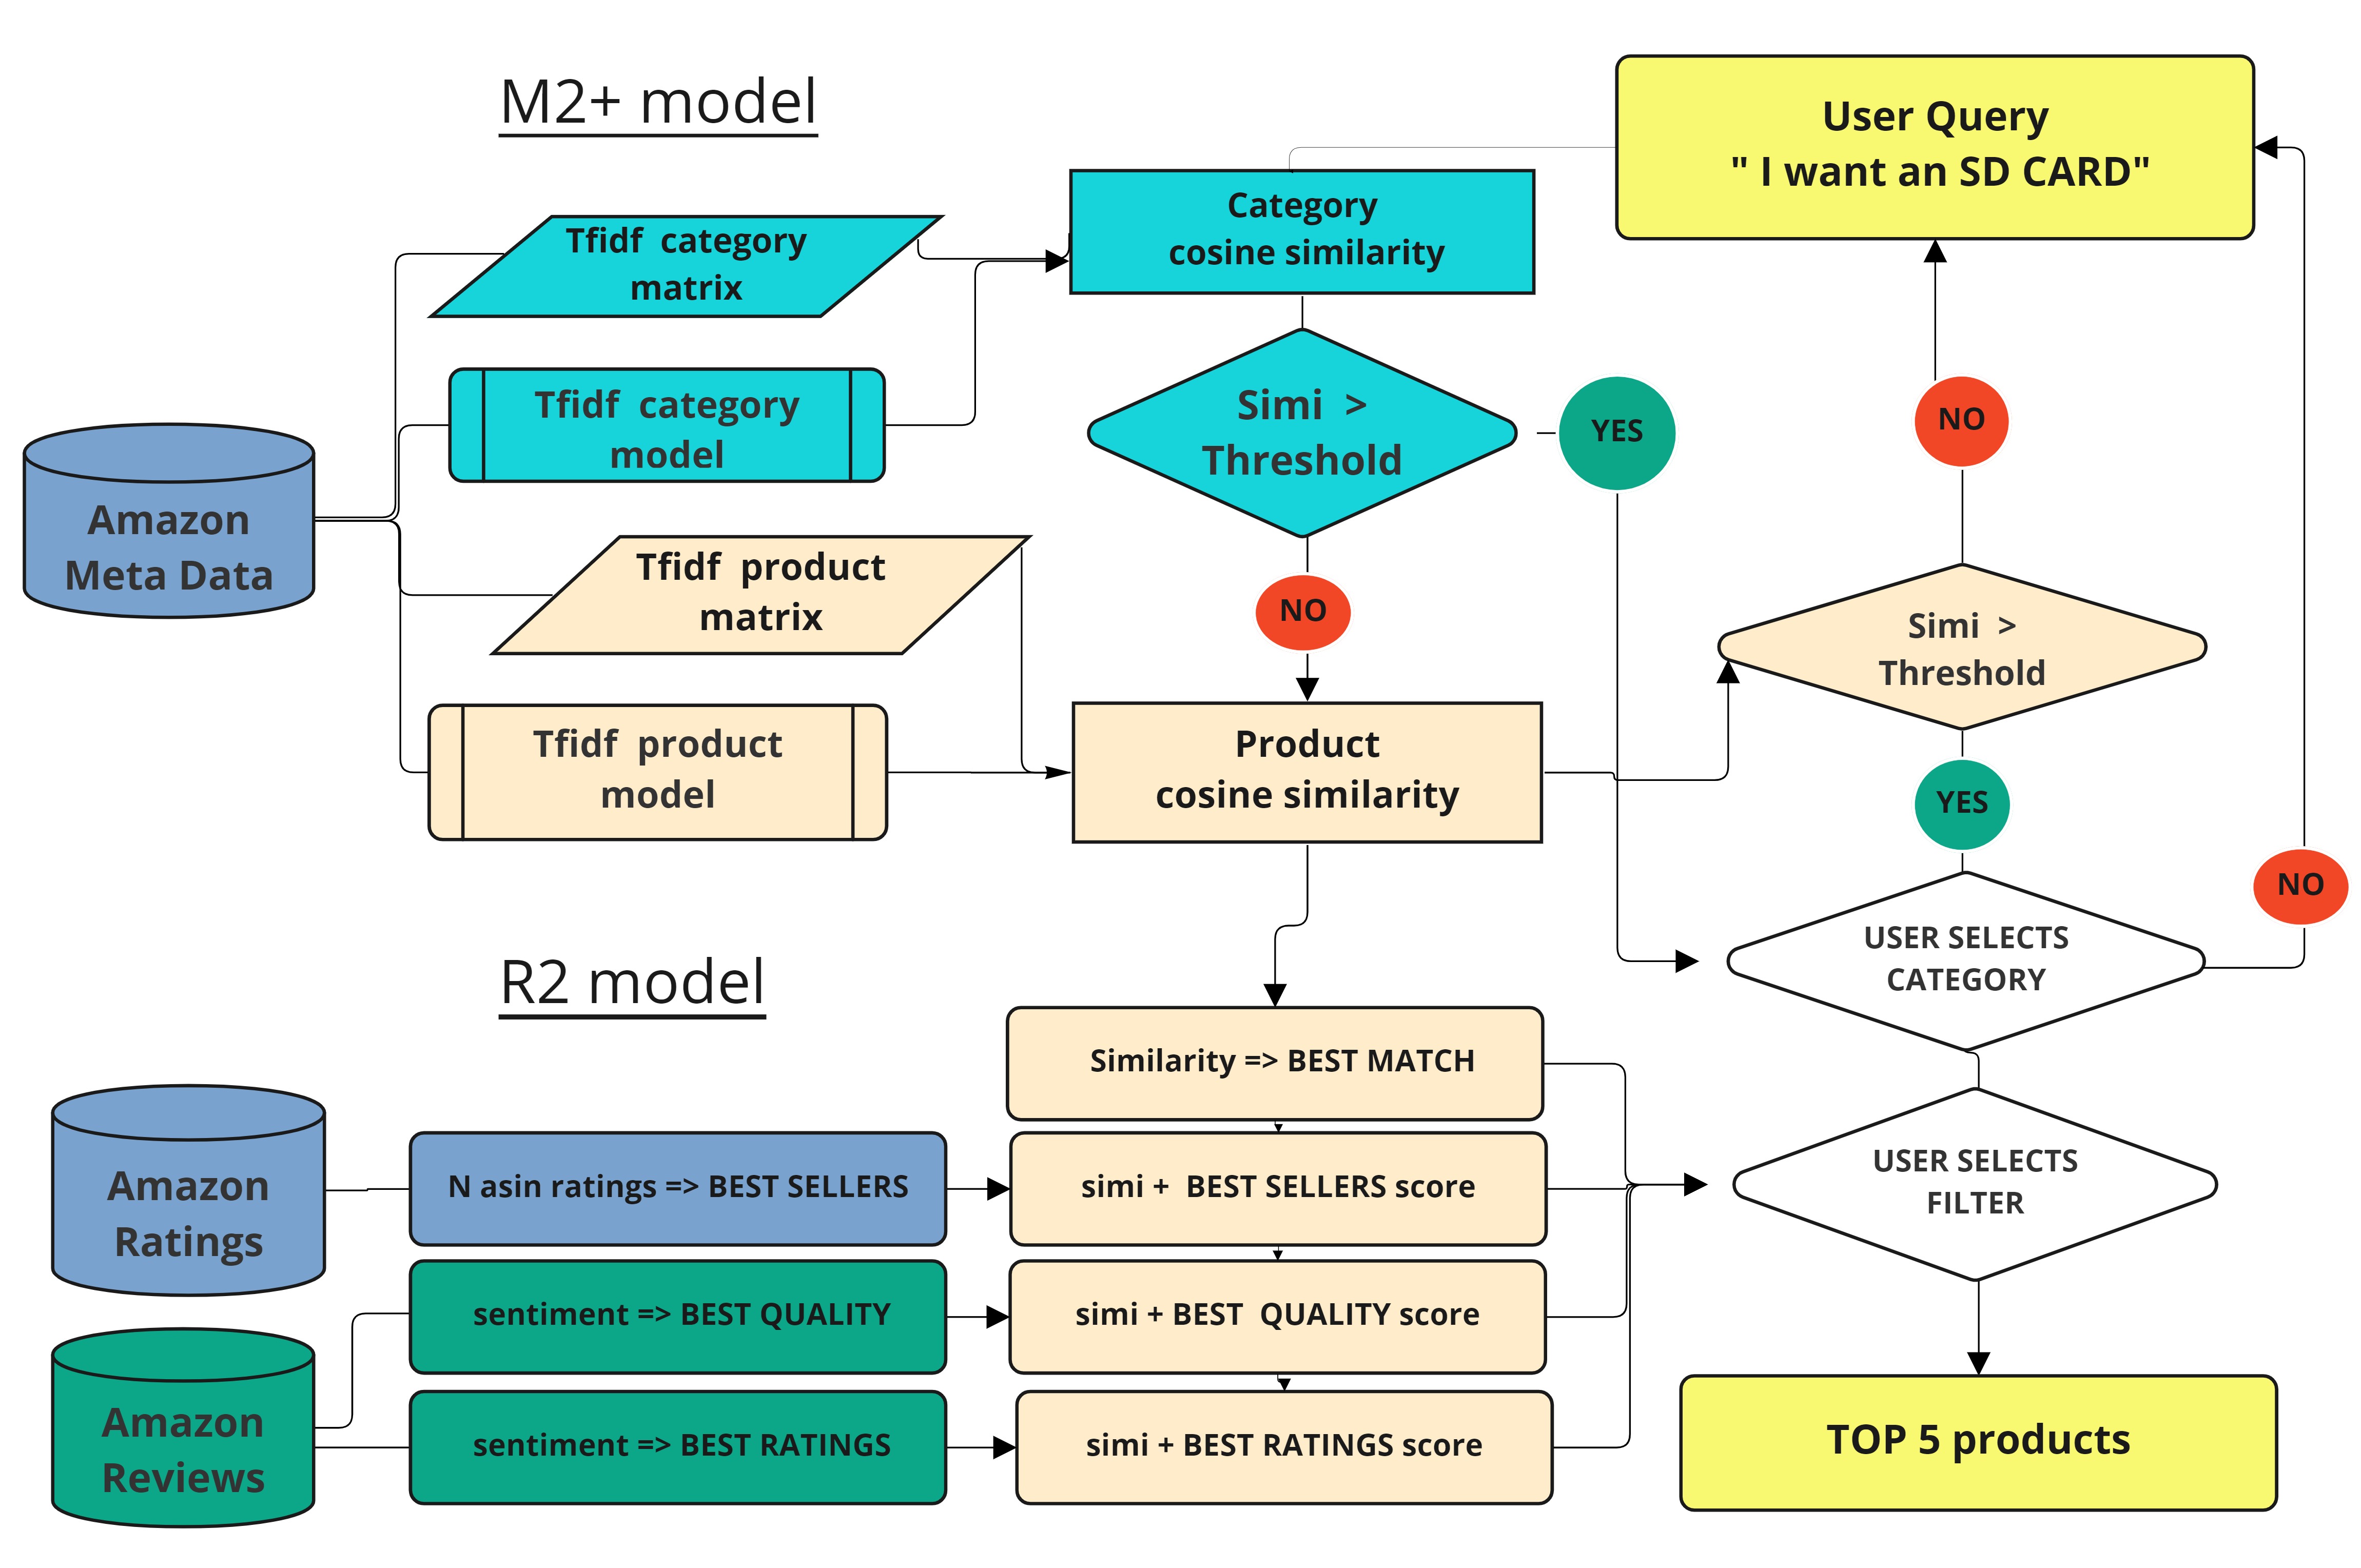 M2+ model
User Query
" I want an SD CARD"
Category
cosine similarity
Tfidf category
matrix
Tfidf category
model
Simi >
Threshold
YES
NO
Amazon
Meta Data
Tfidf product
matrix
NO
Simi >
Threshold
Tfidf product
model
Product
cosine similarity
YES
NO
USER SELECTS
CATEGORY
R2 model
Similarity => BEST MATCH
Amazon
Ratings
N asin ratings => BEST SELLERS
simi + BEST SELLERS score
USER SELECTS
FILTER
sentiment => BEST QUALITY
simi + BEST QUALITY score
Amazon
Reviews
sentiment => BEST RATINGS
simi + BEST RATINGS score
TOP 5 products